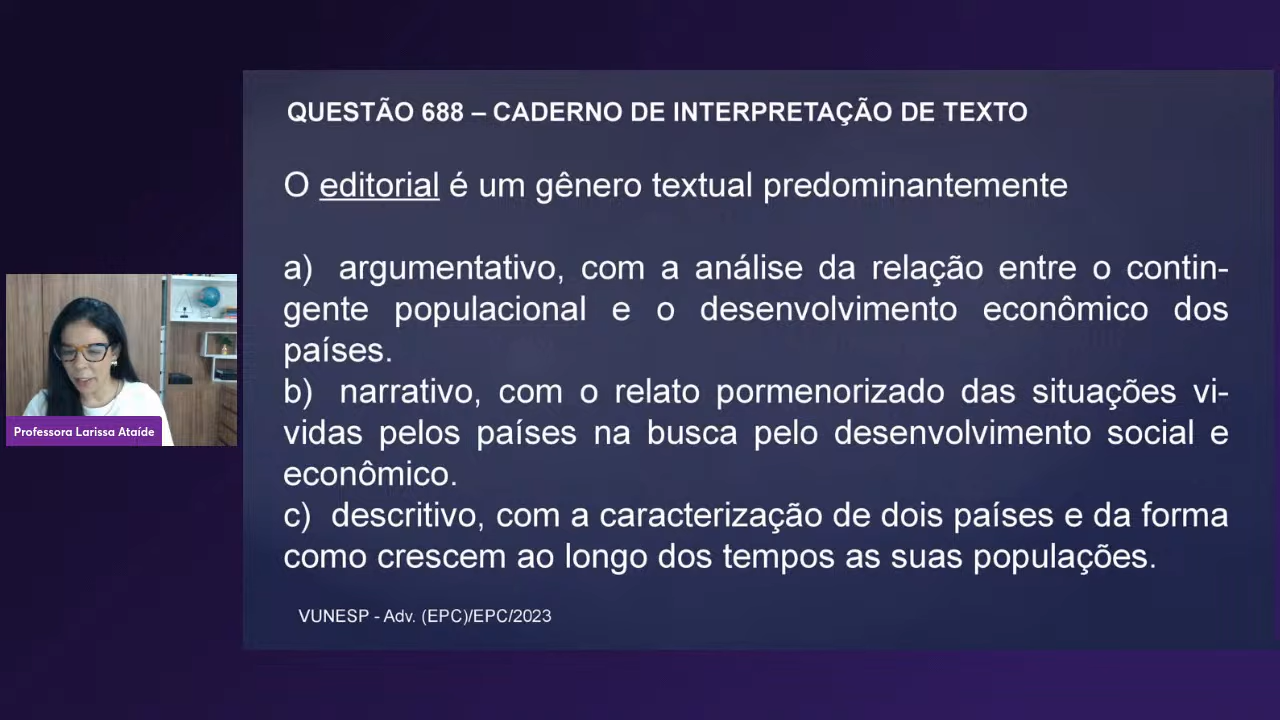 QUESTÃO 688 – CADERNO DE INTERPRETAÇÃO DE TEXTO
O editorial é um gênero textual predominantemente
a) argumentativo, com a análise da relação entre o contin-
gente populacional e o desenvolvimento econômico dos
países.
b) narrativo, com o relato pormenorizado das situações vi-
vidas pelos países na busca pelo desenvolvimento social e
econômico.
c) descritivo, com a caracterização de dois países e da forma
como crescem ao longo dos tempos as suas populações.
VUNESP - Adv. (EPC)/EPC/2023
Professora Larissa Ataíde